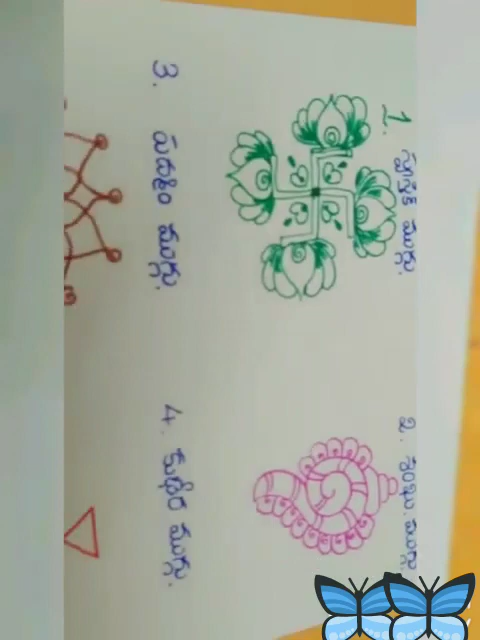 1. స్వస్తిక్ ముగ్గు.
2. శంఖు ముగ్గు.
3. మారేడు ముగ్గు.
4. కుబేర ముగ్గు.